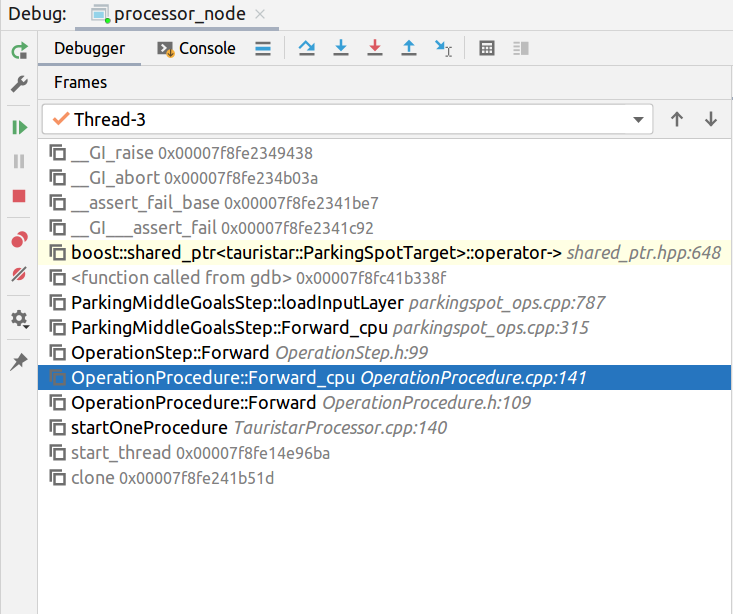 Debug: processor_node
Debugger Console
Frames
Thread-3
__GI_raise 0x00007f8fe2349438
__GI_abort 0x00007f8fe234b03a
__assert_fail_base 0x00007f8fe2341be7
__GI___assert_fail 0x00007f8fe2341c92
boost::shared_ptr<tauristar::ParkingSpotTarget>::operator-> shared_ptr.hpp:648
<function called from gdb> 0x00007f8fc41b338f
ParkingMiddleGoalsStep::loadInputLayer parkingspot_ops.cpp:787
ParkingMiddleGoalsStep::Forward_cpu parkingspot_ops.cpp:315
OperationStep::Forward OperationStep.h:99
OperationProcedure::Forward_cpu OperationProcedure.cpp:141
OperationProcedure::Forward OperationProcedure.h:109
startOneProcedure TauristarProcessor.cpp:140
start_thread 0x00007f8fe14e96ba
clone 0x00007f8fe241b51d